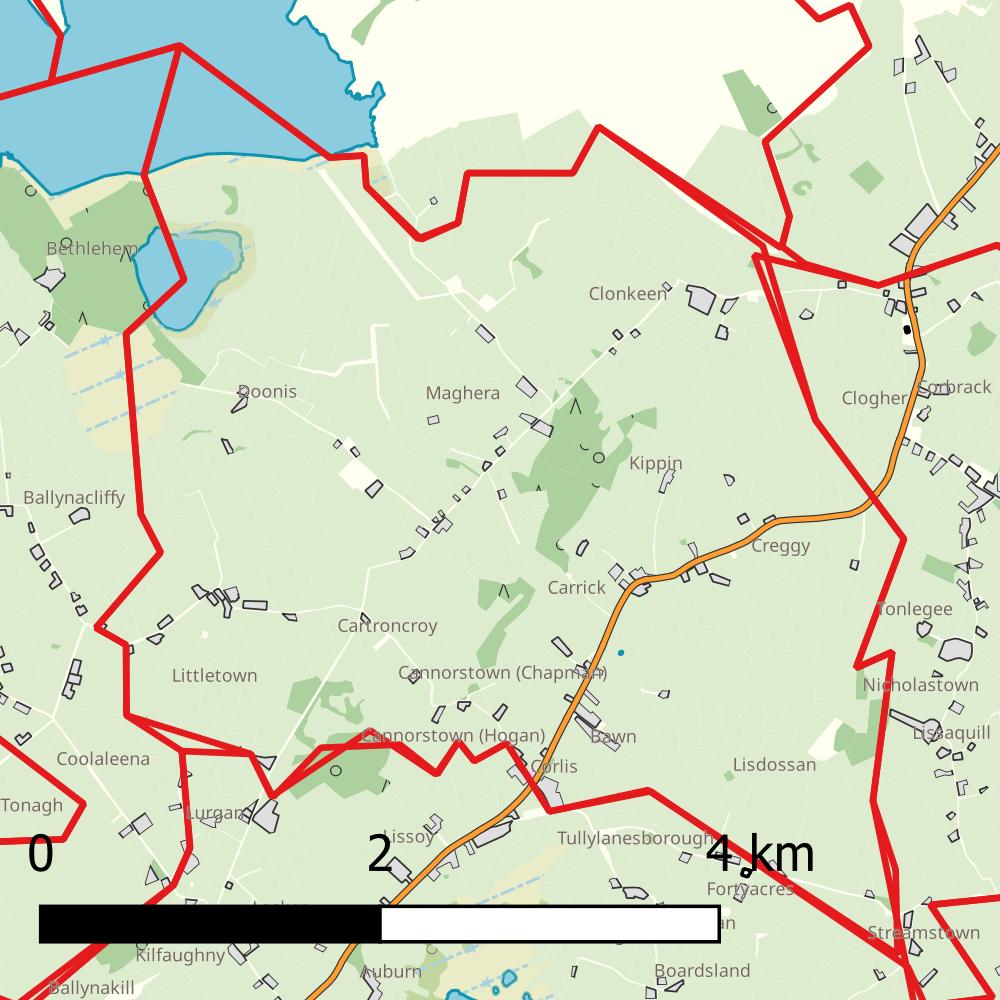 Bethlehem
Clonkeen
Doonis
Maghera
Clogher
Corbrack
Kippin
Ballynacliffy
Creggy
Carrick
Tonlegee
Cartroncroy
Cannorstown (Chapman)
Littletown
Nicholastown
Cannorstown (Hogan)
Bawn
Lissaquill
Coolaleena
Corlis
Lisdossan
Tonagh
Lurgan
Lissoy
Tullylanesborough
0 2 4 km
Fortyacres
Streamstown
Kilfaughny
Auburn
Boardsland
Ballynakill